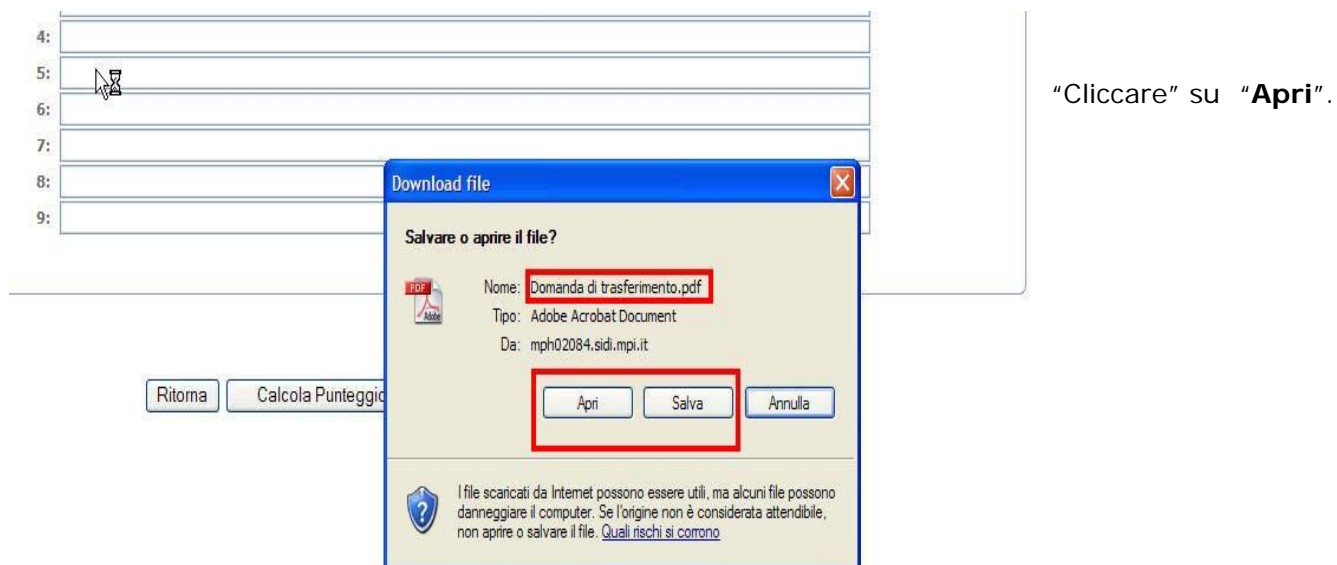 4:
5:
"Cliccare" su "Apri".
6:
7:
8:
9:
Download file
Salvare o aprire il file?
PDF
Adobe
Nome: Domanda di trasferimento.pdf
Tipo: Adobe Acrobat Document
Da: mph02084.sidi.mpi.it
Ritorna Calcola Punteggio
Apri Salva Annulla
I file scaricati da Internet possono essere utili, ma alcuni file possono
danneggiare il computer. Se l'origine non è considerata attendibile,
non aprire o salvare il file. Quali rischi si corrono